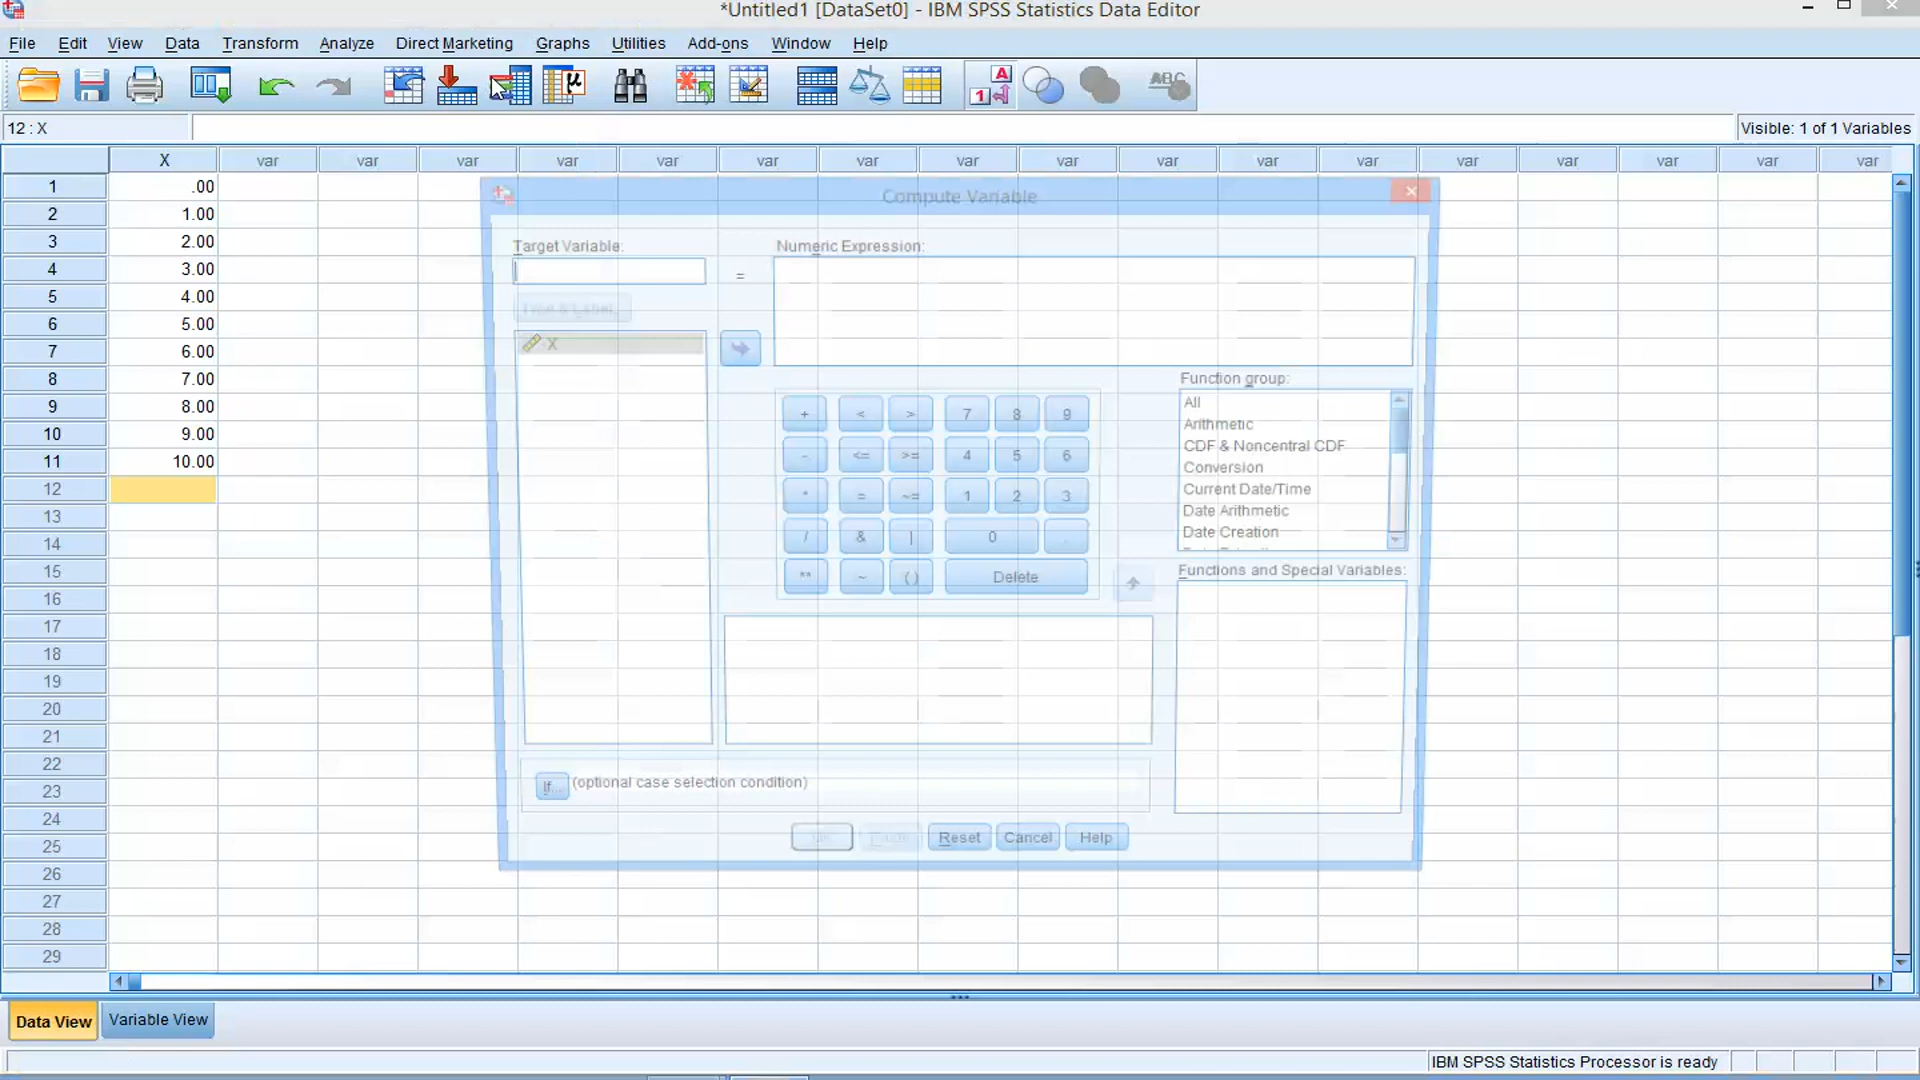 *Untitled1 [DataSet0] - IBM SPSS Statistics Data Editor
File Edit View Data Transform Analyze Direct Marketing Graphs Utilities Add-ons Window Help
12 : X
Visible: 1 of 1 Variables
X var var var var var var var var var var var var var var var var var
1 .00
2 1.00
3 2.00
4 3.00
5 4.00
6 5.00
7 6.00
8 7.00
9 8.00
10 9.00
11 10.00
12
13
14
15
16
17
18
19
20
21
22
23
24
25
26
27
28
29
Compute Variable
Target Variable:
Numeric Expression:
=
Type & Label...
X
+ < > 7 8 9
- <= >= 4 5 6
* = ~= 1 2 3
/ & | 0 .
** ~ ( ) Delete
Function group:
All
Arithmetic
CDF & Noncentral CDF
Conversion
Current Date/Time
Date Arithmetic
Date Creation
Functions and Special Variables:
If... (optional case selection condition)
Reset Cancel Help
Data View Variable View
IBM SPSS Statistics Processor is ready